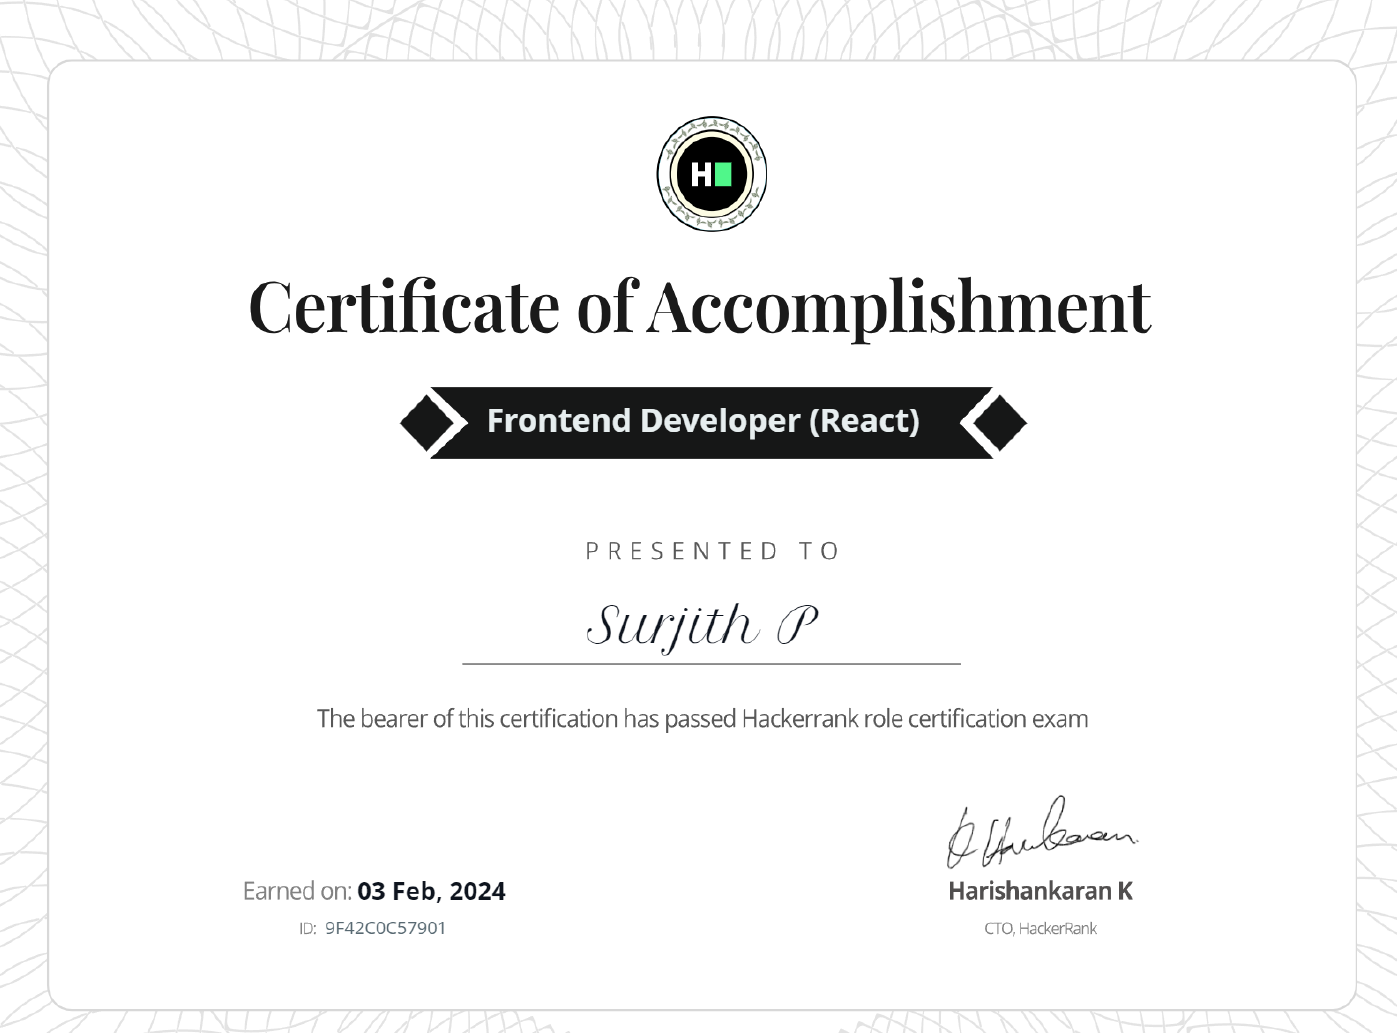 H
Certificate of Accomplishment
Frontend Developer (React)
PRESENTED TO
Surjith P
The bearer of this certification has passed Hackerrank role certification exam
Earned on: 03 Feb, 2024
ID: 9F42C0C57901
Harishankaran K
CTO, HackerRank